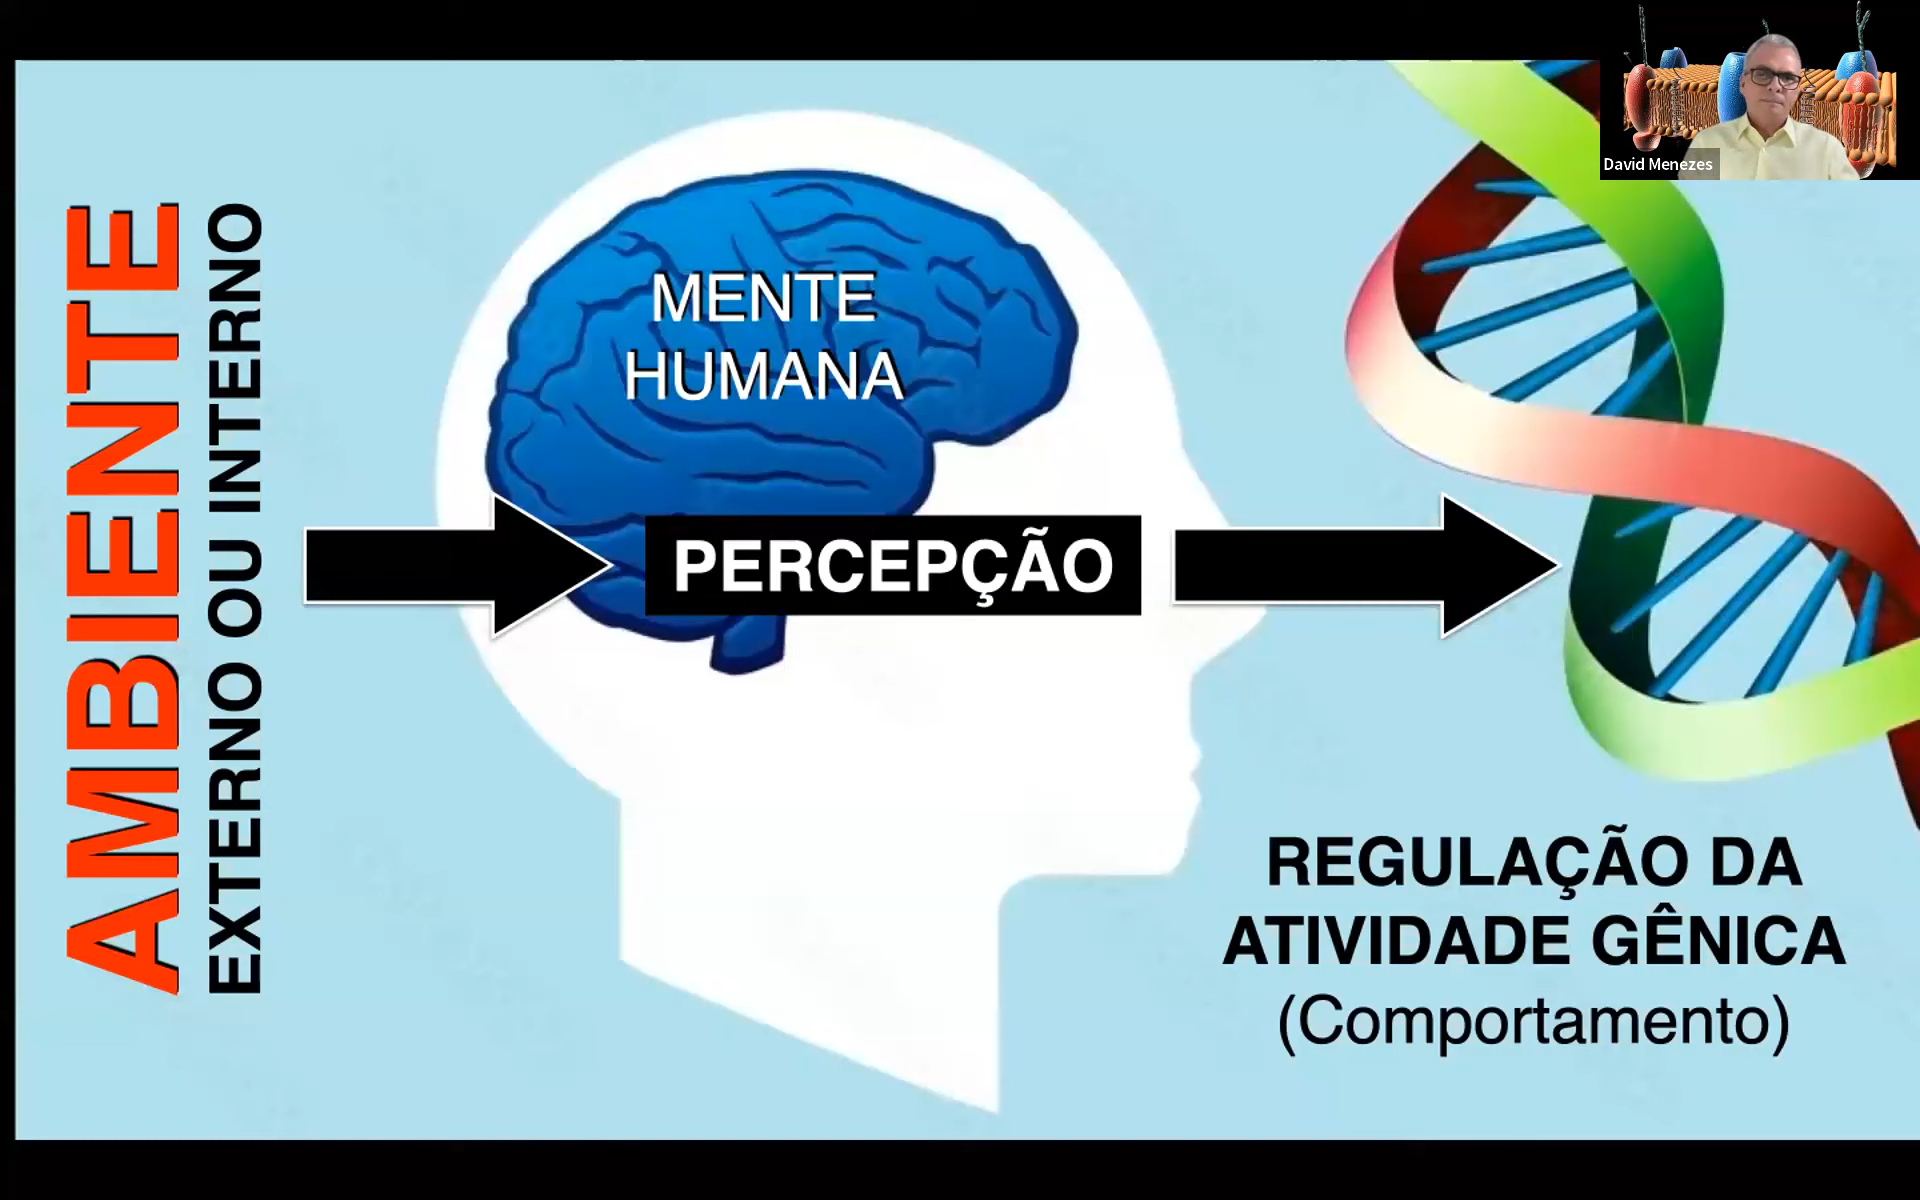 AMBIENTE
EXTERNO OU INTERNO
MENTE
HUMANA
PERCEPÇÃO
REGULAÇÃO DA
ATIVIDADE GÊNICA
(Comportamento)
David Menezes